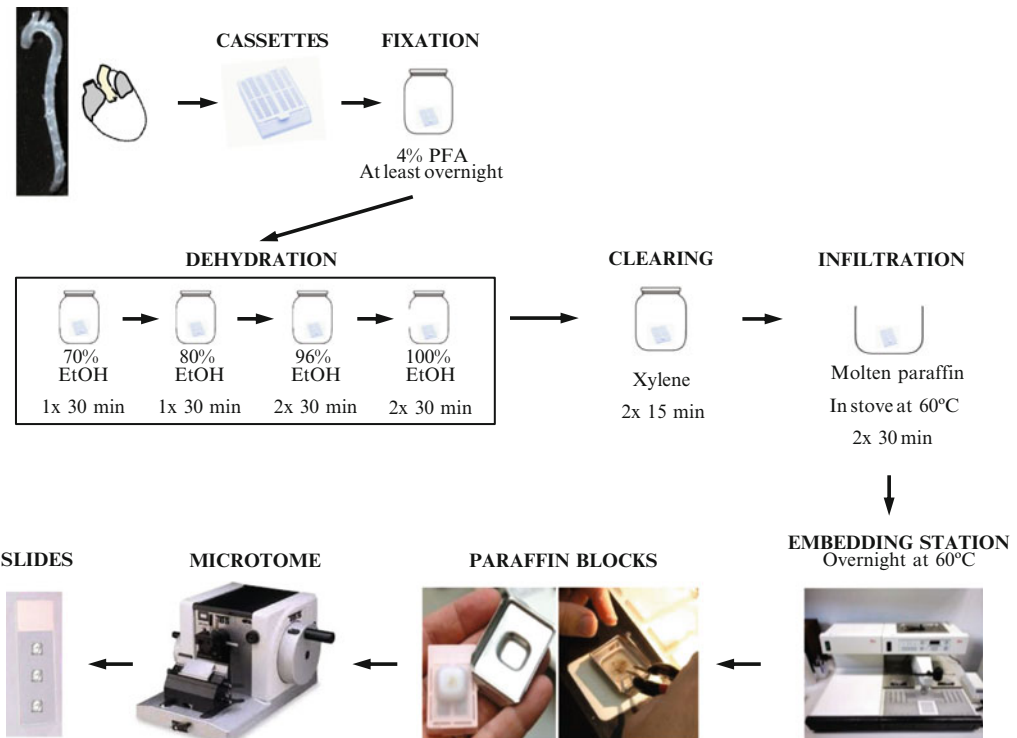 CASSETTES
FIXATION
4% PFA
At least overnight
DEHYDRATION
70%
EtOH
1x 30 min
80%
EtOH
1x 30 min
96%
EtOH
2x 30 min
100%
EtOH
2x 30 min
CLEARING
Xylene
2x 15 min
INFILTRATION
Molten paraffin
In stove at 60ºC
2x 30 min
EMBEDDING STATION
Overnight at 60ºC
PARAFFIN BLOCKS
MICROTOME
SLIDES